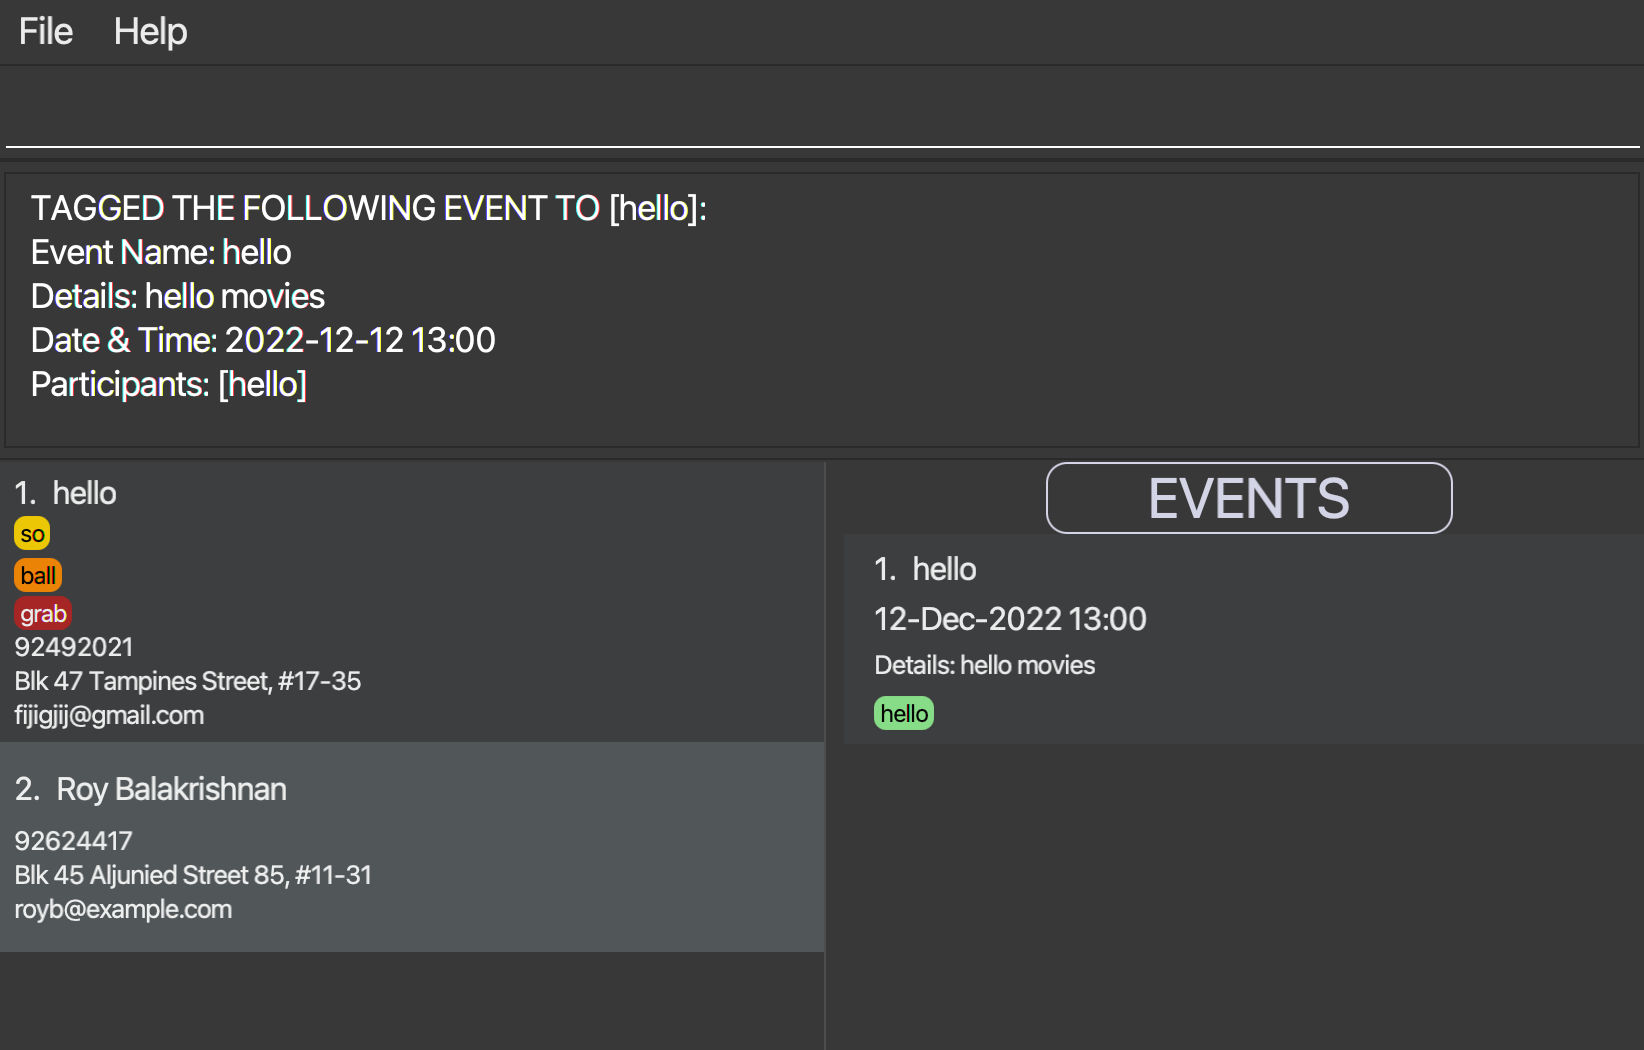 File Help
TAGGED THE FOLLOWING EVENT TO [hello]:
Event Name: hello
Details: hello movies
Date & Time: 2022-12-12 13:00
Participants: [hello]
1. hello
so
ball
grab
92492021
Blk 47 Tampines Street, #17-35
fijigjij@gmail.com
2. Roy Balakrishnan
92624417
Blk 45 Aljunied Street 85, #11-31
royb@example.com
EVENTS
1. hello
12-Dec-2022 13:00
Details: hello movies
hello